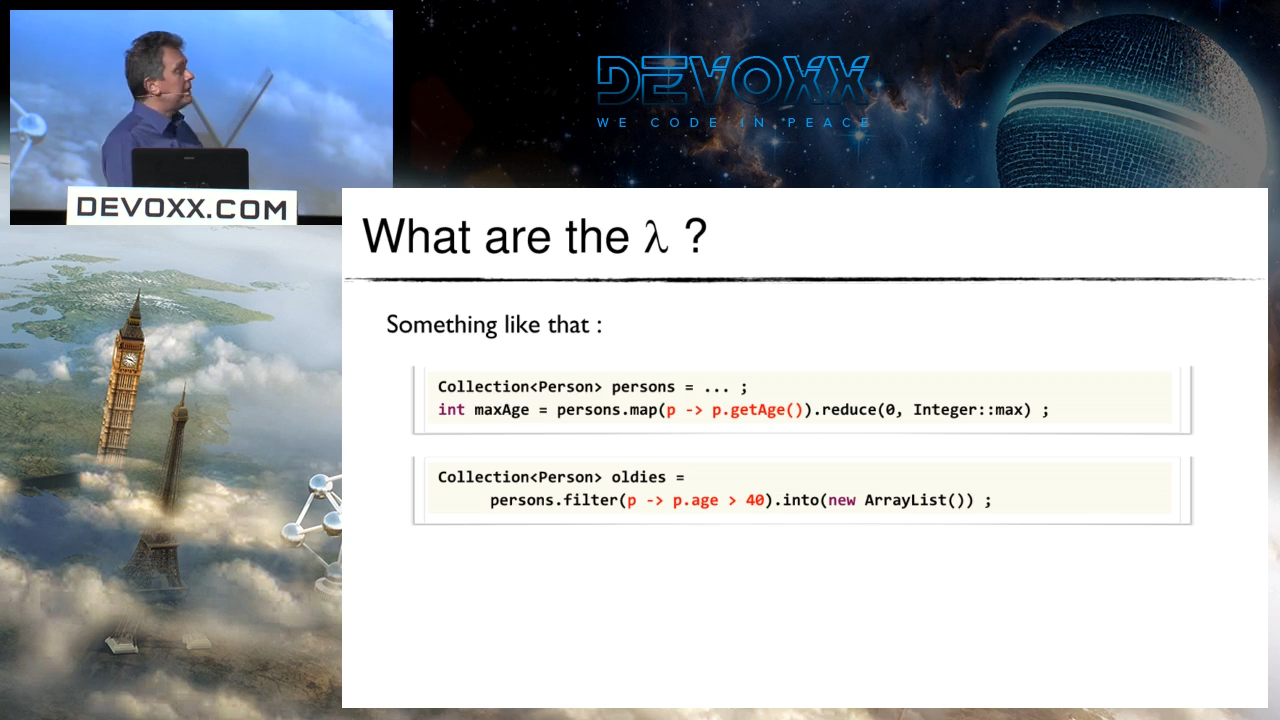 DEVOXX
WE CODE IN PEACE
DEVOXX.COM
What are the λ ?
Something like that :
Collection<Person> persons = ... ;
int maxAge = persons.map(p -> p.getAge()).reduce(0, Integer::max) ;
Collection<Person> oldies =
persons.filter(p -> p.age > 40).into(new ArrayList()) ;